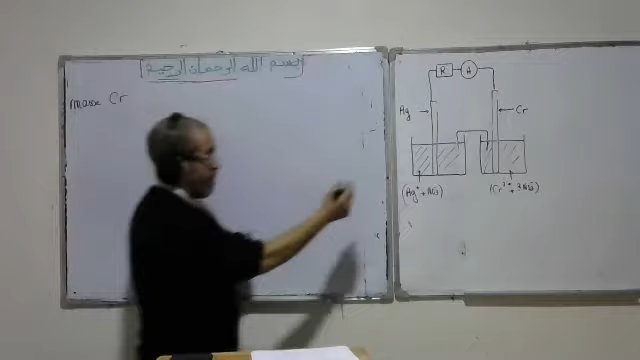 بسم الله الرحمان الرحيم
masse Cr
R A
Ag Cr
(Ag⁺ + NO₃⁻) (Cr³⁺ + 3NO₃⁻)